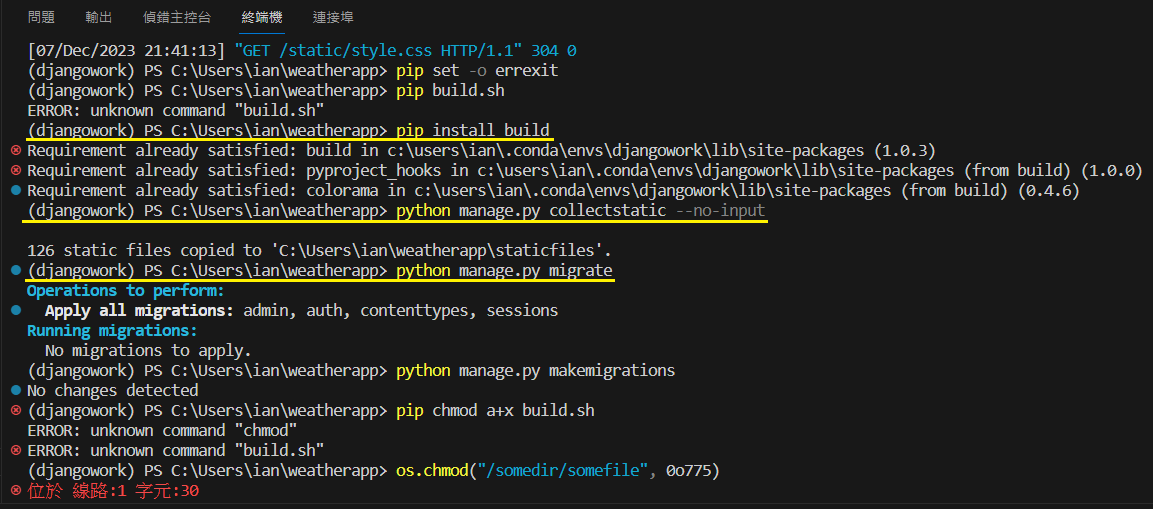 問題 輸出 偵錯主控台 終端機 連接埠
[07/Dec/2023 21:41:13] "GET /static/style.css HTTP/1.1" 304 0
(djangowork) PS C:\Users\ian\weatherapp> pip set -o errexit
(djangowork) PS C:\Users\ian\weatherapp> pip build.sh
ERROR: unknown command "build.sh"
(djangowork) PS C:\Users\ian\weatherapp> pip install build
Requirement already satisfied: build in c:\users\ian\.conda\envs\djangowork\lib\site-packages (1.0.3)
Requirement already satisfied: pyproject_hooks in c:\users\ian\.conda\envs\djangowork\lib\site-packages (from build) (1.0.0)
Requirement already satisfied: colorama in c:\users\ian\.conda\envs\djangowork\lib\site-packages (from build) (0.4.6)
(djangowork) PS C:\Users\ian\weatherapp> python manage.py collectstatic --no-input
126 static files copied to 'C:\Users\ian\weatherapp\staticfiles'.
(djangowork) PS C:\Users\ian\weatherapp> python manage.py migrate
Operations to perform:
Apply all migrations: admin, auth, contenttypes, sessions
Running migrations:
No migrations to apply.
(djangowork) PS C:\Users\ian\weatherapp> python manage.py makemigrations
No changes detected
(djangowork) PS C:\Users\ian\weatherapp> pip chmod a+x build.sh
ERROR: unknown command "chmod"
ERROR: unknown command "build.sh"
(djangowork) PS C:\Users\ian\weatherapp> os.chmod("/somedir/somefile", 0o775)
位於 線路:1 字元:30